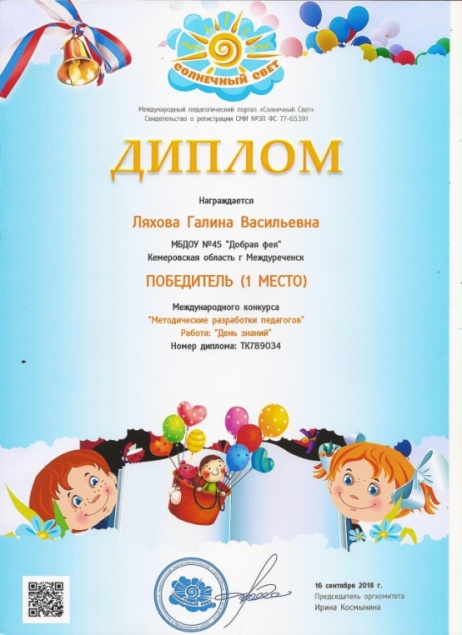 СОЛНЕЧНЫЙ СВЕТ
Международный педагогический портал «Солнечный Свет»
Свидетельство о регистрации СМИ №ЭЛ ФС 77-65391
ДИПЛОМ
Награждается
Ляхова Галина Васильевна
МБДОУ №45 "Добрая фея"
Кемеровская область г Междуреченск
ПОБЕДИТЕЛЬ (1 МЕСТО)
Международного конкурса
"Методические разработки педагогов"
Работа: "День знаний"
Номер диплома: ТК789034
16 сентября 2018 г.
Председатель оргкомитета
Ирина Космынина